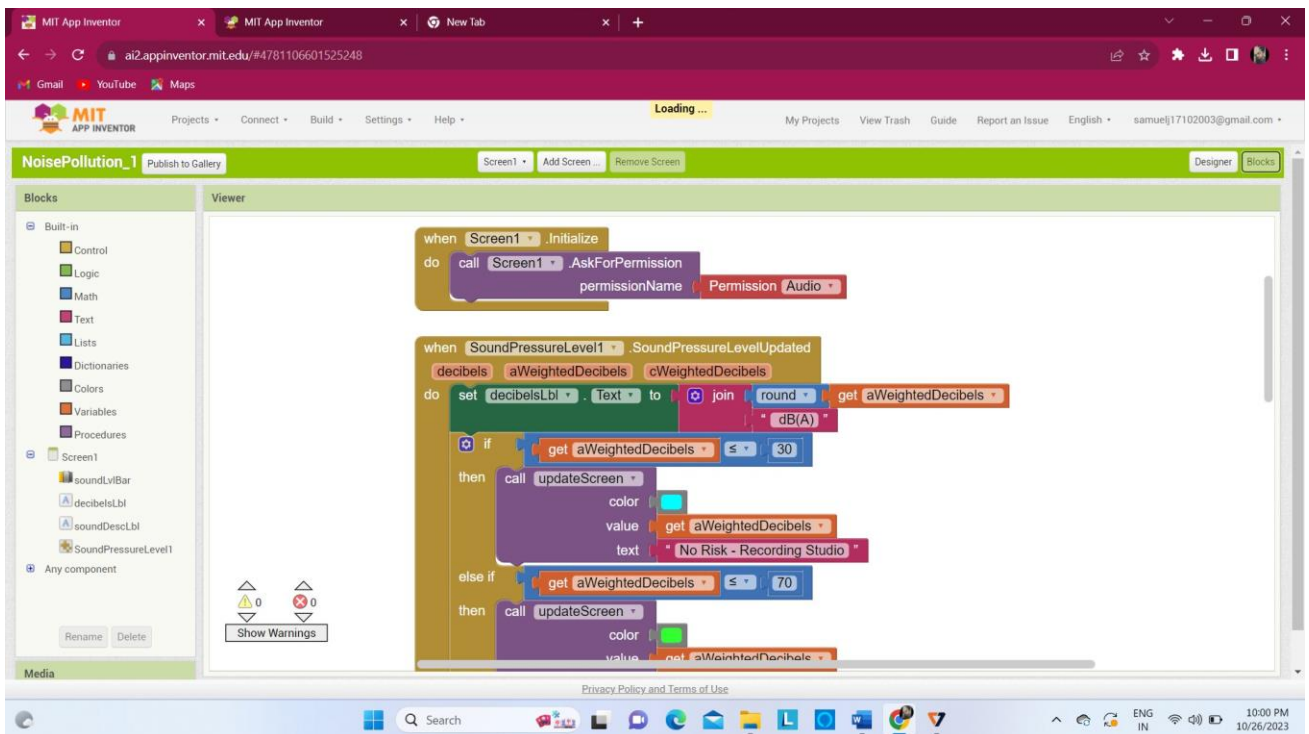 MIT App Inventor
MIT App Inventor
New Tab
ai2.appinventor.mit.edu/#4781106601525248
Gmail YouTube Maps
MIT
APP INVENTOR
Projects Connect Build Settings Help
Loading ...
My Projects View Trash Guide Report an Issue English samuelj17102003@gmail.com
NoisePollution_1 Publish to Gallery Screen1 Add Screen ... Remove Screen Designer Blocks
Blocks Viewer
Built-in
Control
Logic
Math
Text
Lists
Dictionaries
Colors
Variables
Procedures
Screen1
soundLvlBar
decibelsLbl
soundDescLbl
SoundPressureLevel1
Any component
Rename Delete
Media
when Screen1 .Initialize
do call Screen1 .AskForPermission
permissionName Permission Audio
when SoundPressureLevel1 .SoundPressureLevelUpdated
decibels aWeightedDecibels cWeightedDecibels
do set decibelsLbl . Text to join round get aWeightedDecibels
" dB(A) "
if get aWeightedDecibels ≤ 30
then call updateScreen
color
value get aWeightedDecibels
text " No Risk - Recording Studio "
else if get aWeightedDecibels ≤ 70
then call updateScreen
color
value get aWeightedDecibels
0 0
Show Warnings
Privacy Policy and Terms of Use
Search
ENG
IN
10:00 PM
10/26/2023